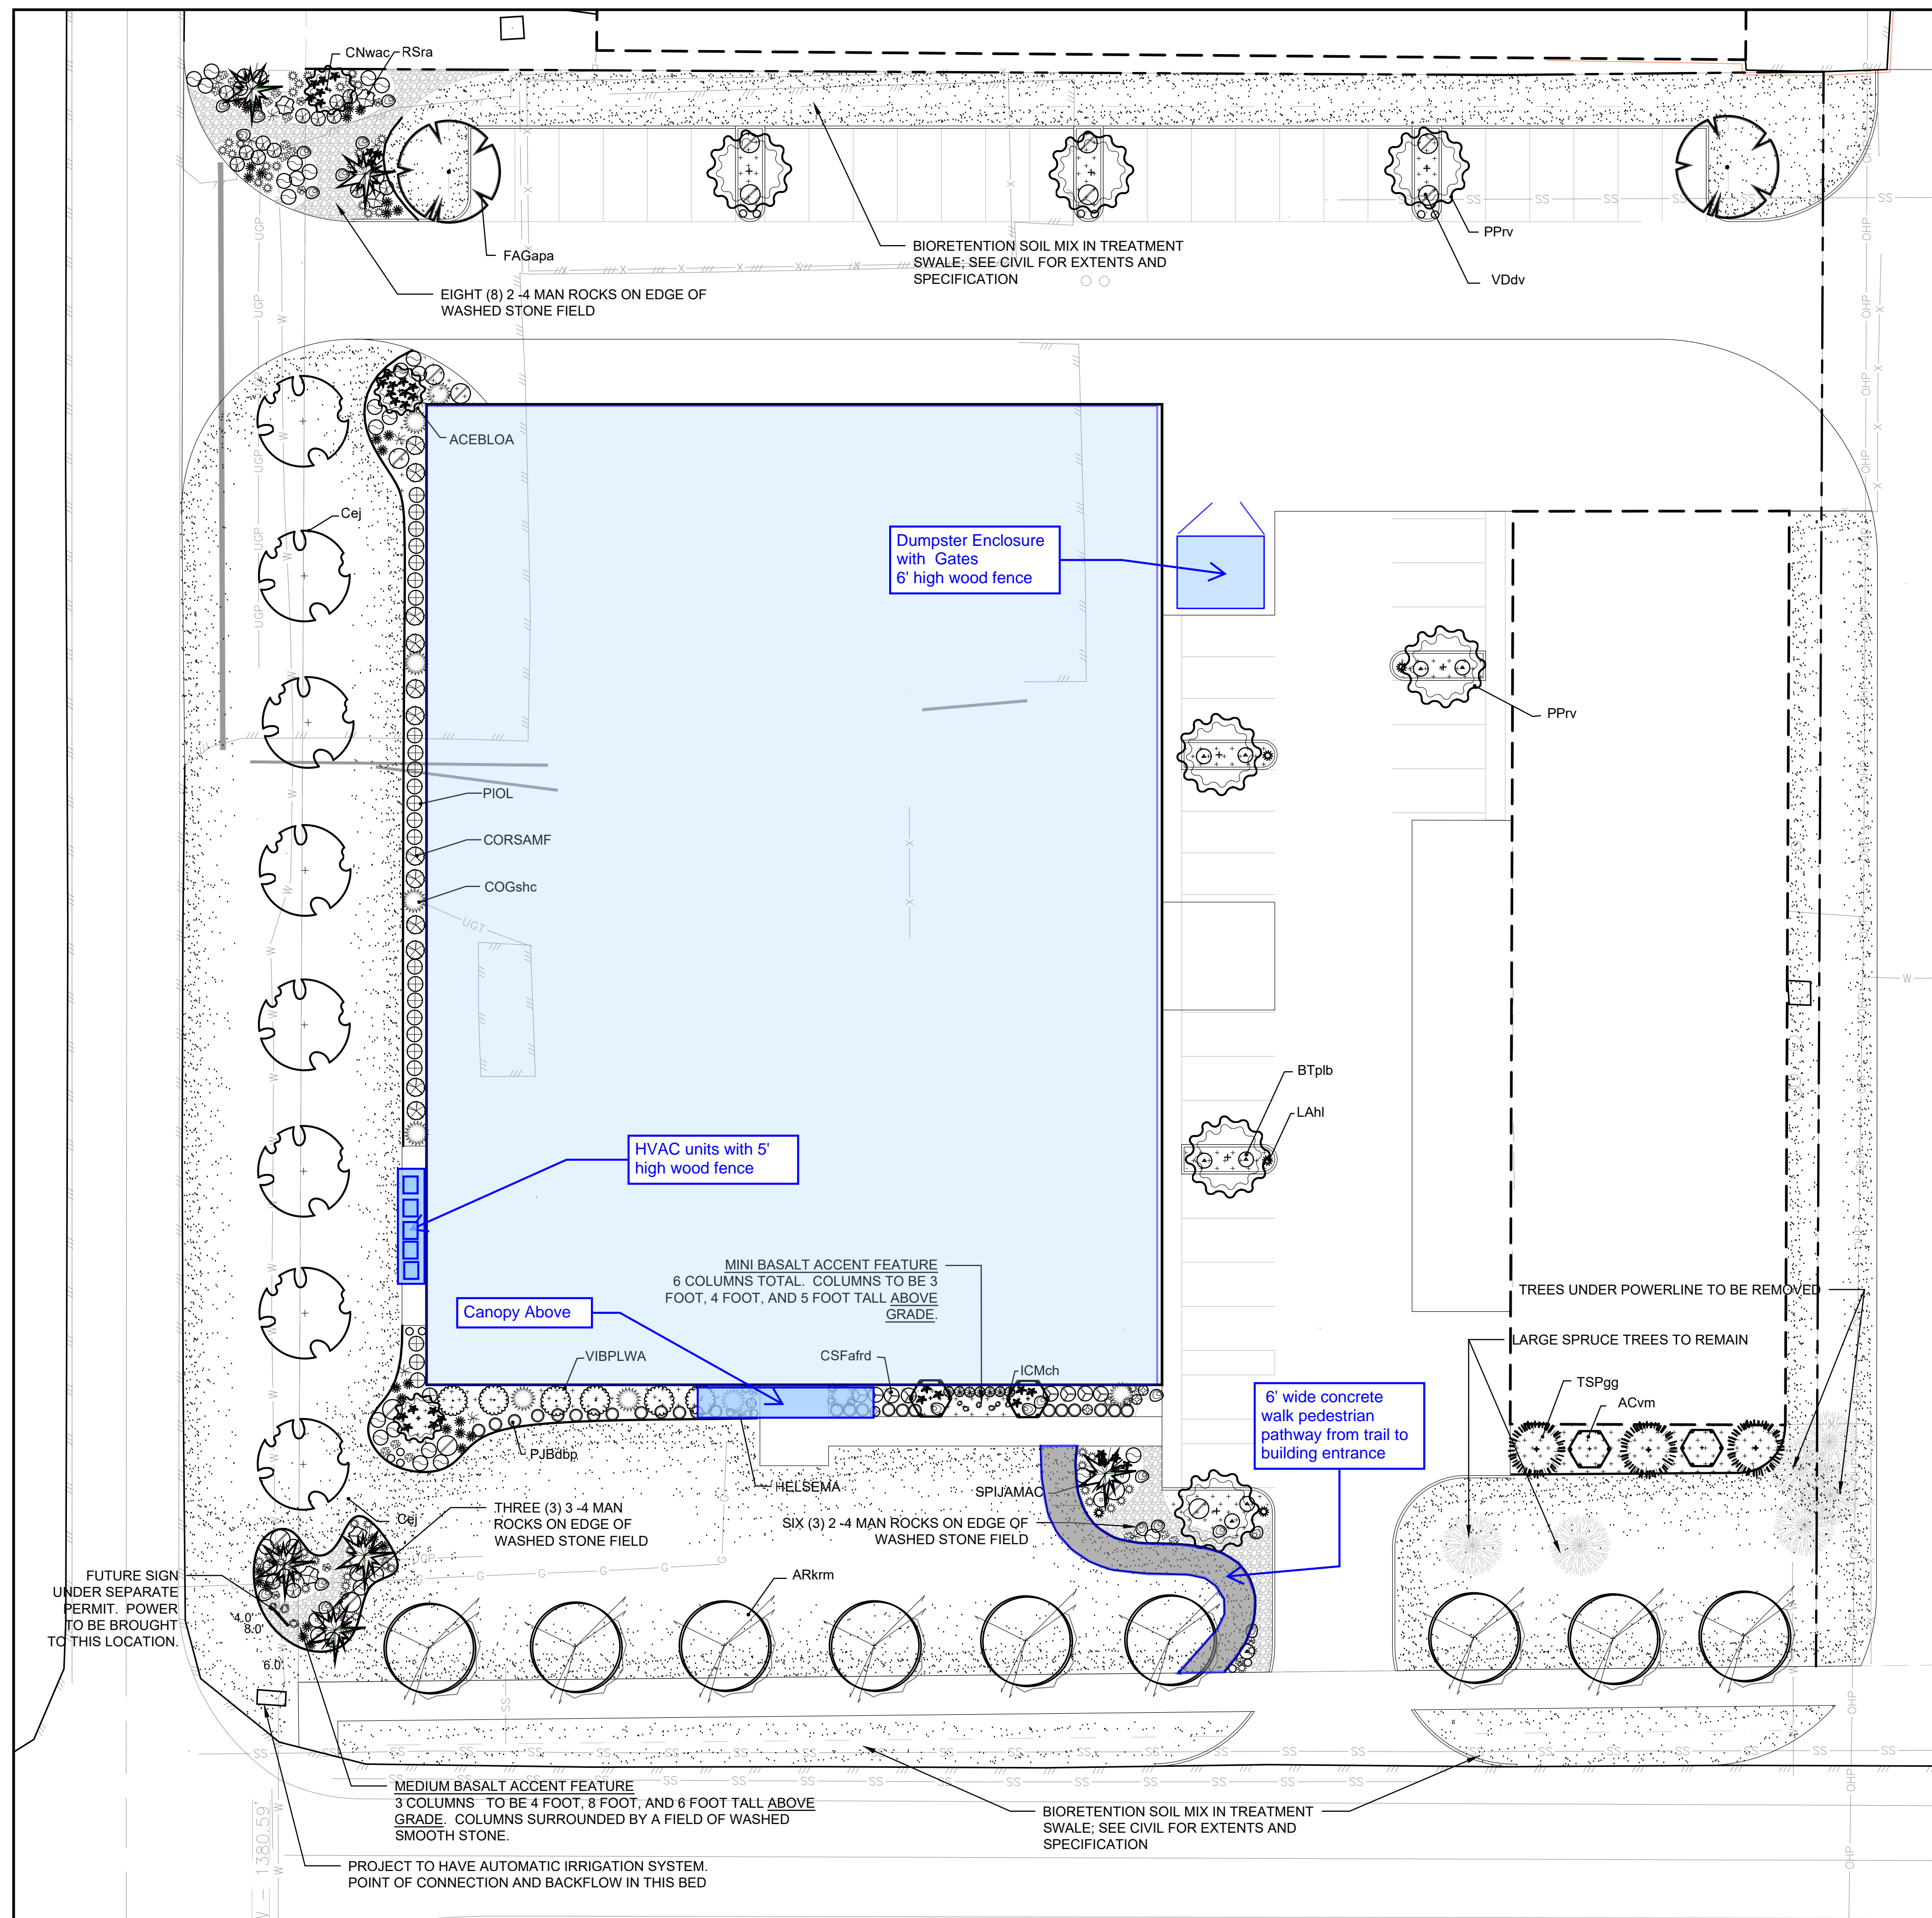 CNwac
RSra
FAGapa
BIORETENTION SOIL MIX IN TREATMENT
SWALE; SEE CIVIL FOR EXTENTS AND
SPECIFICATION
PPrv
VDdv
EIGHT (8) 2 -4 MAN ROCKS ON EDGE OF
WASHED STONE FIELD
ACEBLOA
Cej
Dumpster Enclosure
with Gates
6' high wood fence
PPrv
PIOL
CORSAMF
COGshc
UGT
BTplb
LAhl
HVAC units with 5'
high wood fence
MINI BASALT ACCENT FEATURE
6 COLUMNS TOTAL. COLUMNS TO BE 3
FOOT, 4 FOOT, AND 5 FOOT TALL ABOVE
GRADE.
Canopy Above
TREES UNDER POWERLINE TO BE REMOVED
LARGE SPRUCE TREES TO REMAIN
VIBPLWA
CSFafrd
ICMch
TSPgg
ACvm
6' wide concrete
walk pedestrian
pathway from trail to
building entrance
PJBdbp
HELSEMA
SPIJAMAC
Cej
THREE (3) 3 -4 MAN
ROCKS ON EDGE OF
WASHED STONE FIELD
SIX (3) 2 -4 MAN ROCKS ON EDGE OF
WASHED STONE FIELD
ARkrm
FUTURE SIGN
UNDER SEPARATE
PERMIT. POWER
TO BE BROUGHT
TO THIS LOCATION.
4.0'
8.0'
6.0'
MEDIUM BASALT ACCENT FEATURE
3 COLUMNS TO BE 4 FOOT, 8 FOOT, AND 6 FOOT TALL ABOVE
GRADE. COLUMNS SURROUNDED BY A FIELD OF WASHED
SMOOTH STONE.
BIORETENTION SOIL MIX IN TREATMENT
SWALE; SEE CIVIL FOR EXTENTS AND
SPECIFICATION
PROJECT TO HAVE AUTOMATIC IRRIGATION SYSTEM.
POINT OF CONNECTION AND BACKFLOW IN THIS BED
1380.59'